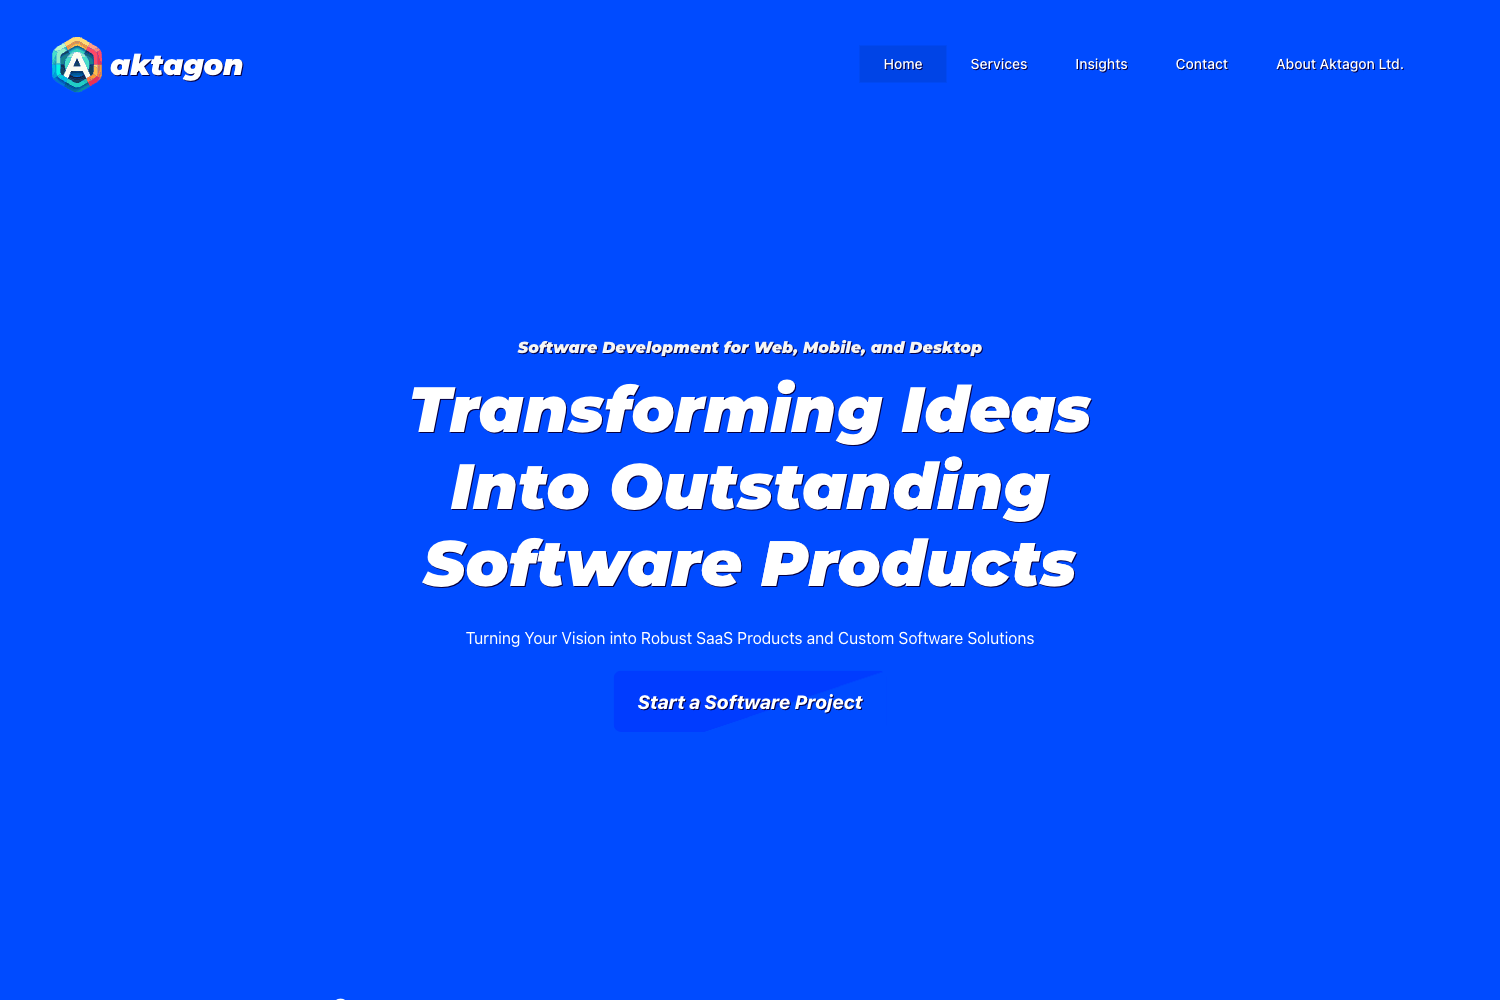 aktagon
Home
Services
Insights
Contact
About Aktagon Ltd.
Software Development for Web, Mobile, and Desktop
Transforming Ideas
Into Outstanding
Software Products
Turning Your Vision into Robust SaaS Products and Custom Software Solutions
Start a Software Project